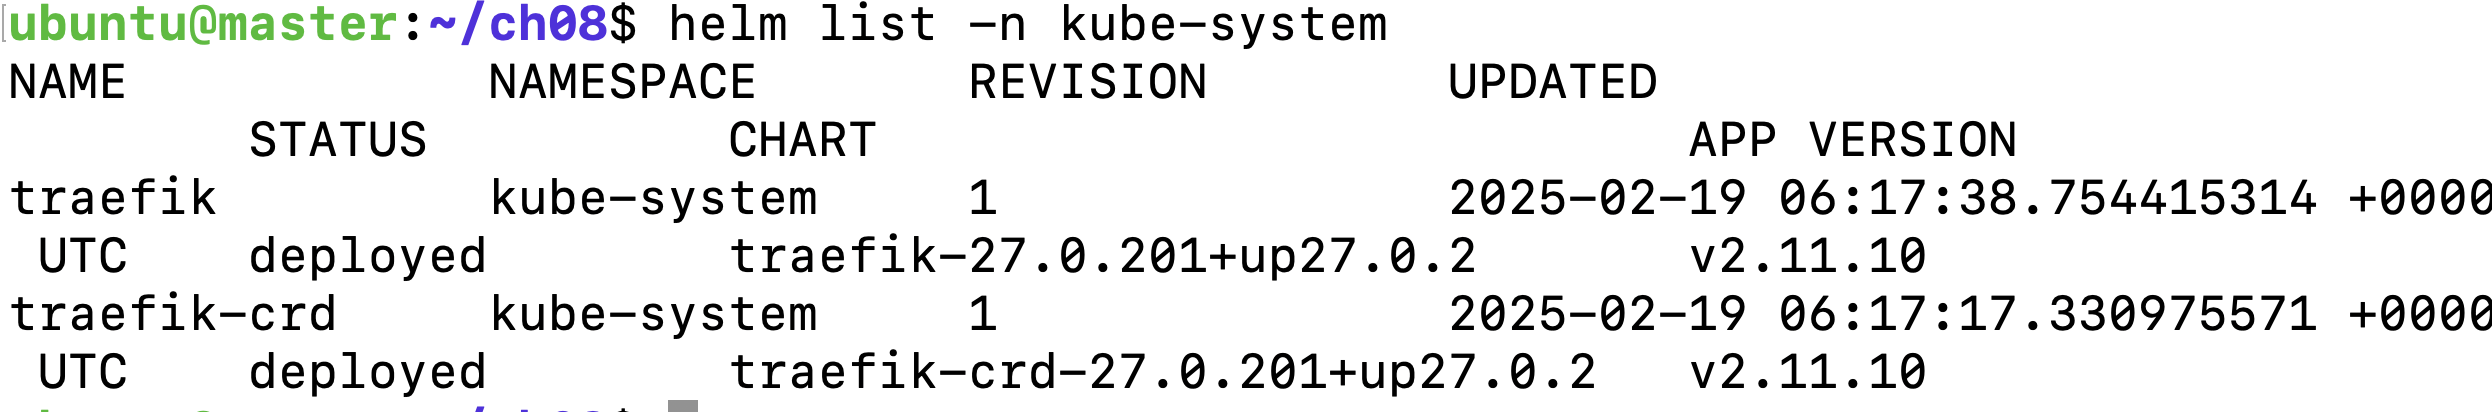 ubuntu@master:~/ch08$ helm list -n kube-system
NAME            NAMESPACE       REVISION        UPDATED
        STATUS          CHART                           APP VERSION
traefik         kube-system     1               2025-02-19 06:17:38.754415314 +0000
 UTC    deployed        traefik-27.0.201+up27.0.2       v2.11.10
traefik-crd     kube-system     1               2025-02-19 06:17:17.330975571 +0000
 UTC    deployed        traefik-crd-27.0.201+up27.0.2   v2.11.10